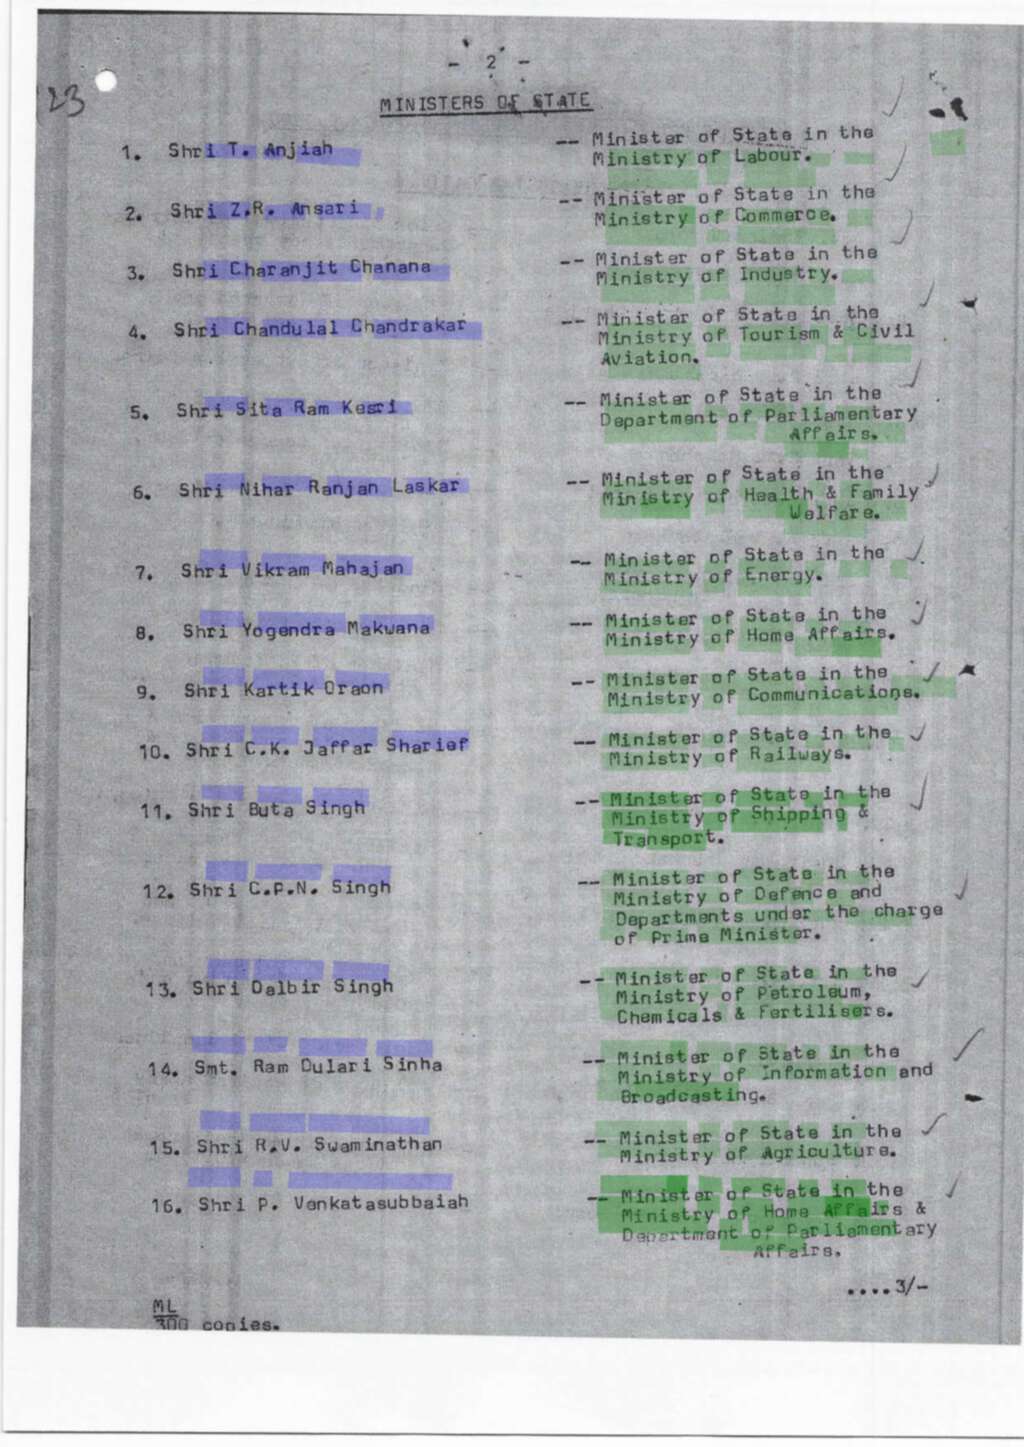 - 2 -
23
MINISTERS OF STATE
1. Shri T. Anjiah -- Minister of State in the
Ministry of Labour.
2. Shri Z.R. Ansari -- Minister of State in the
Ministry of Commerce.
3. Shri Charanjit Chanana -- Minister of State in the
Ministry of Industry.
4. Shri Chandulal Chandrakar -- Minister of State in the
Ministry of Tourism & Civil
Aviation.
5. Shri Sita Ram Kesri -- Minister of State in the
Department of Parliamentary
Affairs.
6. Shri Nihar Ranjan Laskar -- Minister of State in the
Ministry of Health & Family
Welfare.
7. Shri Vikram Mahajan -- Minister of State in the
Ministry of Energy.
8. Shri Yogendra Makwana -- Minister of State in the
Ministry of Home Affairs.
9. Shri Kartik Oraon -- Minister of State in the
Ministry of Communications.
10. Shri C.K. Jaffar Sharief -- Minister of State in the
Ministry of Railways.
11. Shri Buta Singh -- Minister of State in the
Ministry of Shipping &
Transport.
12. Shri C.P.N. Singh -- Minister of State in the
Ministry of Defence and
Departments under the charge
of Prime Minister.
13. Shri Dalbir Singh -- Minister of State in the
Ministry of Petroleum,
Chemicals & Fertilisers.
14. Smt. Ram Dulari Sinha -- Minister of State in the
Ministry of Information and
Broadcasting.
15. Shri R.V. Swaminathan -- Minister of State in the
Ministry of Agriculture.
16. Shri P. Venkatasubbaiah -- Minister of State in the
Ministry of Home Affairs &
Department of Parliamentary
Affairs.
....3/-
ML
300 copies.